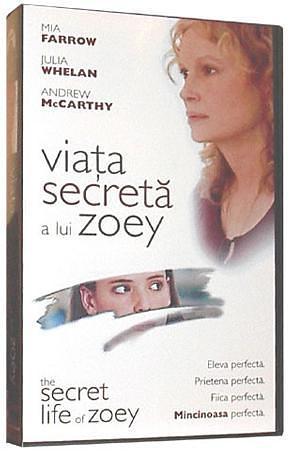 MIA
FARROW
JULIA
WHELAN
ANDREW
McCARTHY
viața
secretă
a lui zoey
Eleva perfectă.
Prietena perfectă.
Fiica perfectă.
Mincinoasa perfectă.
the
secret
life of zoey